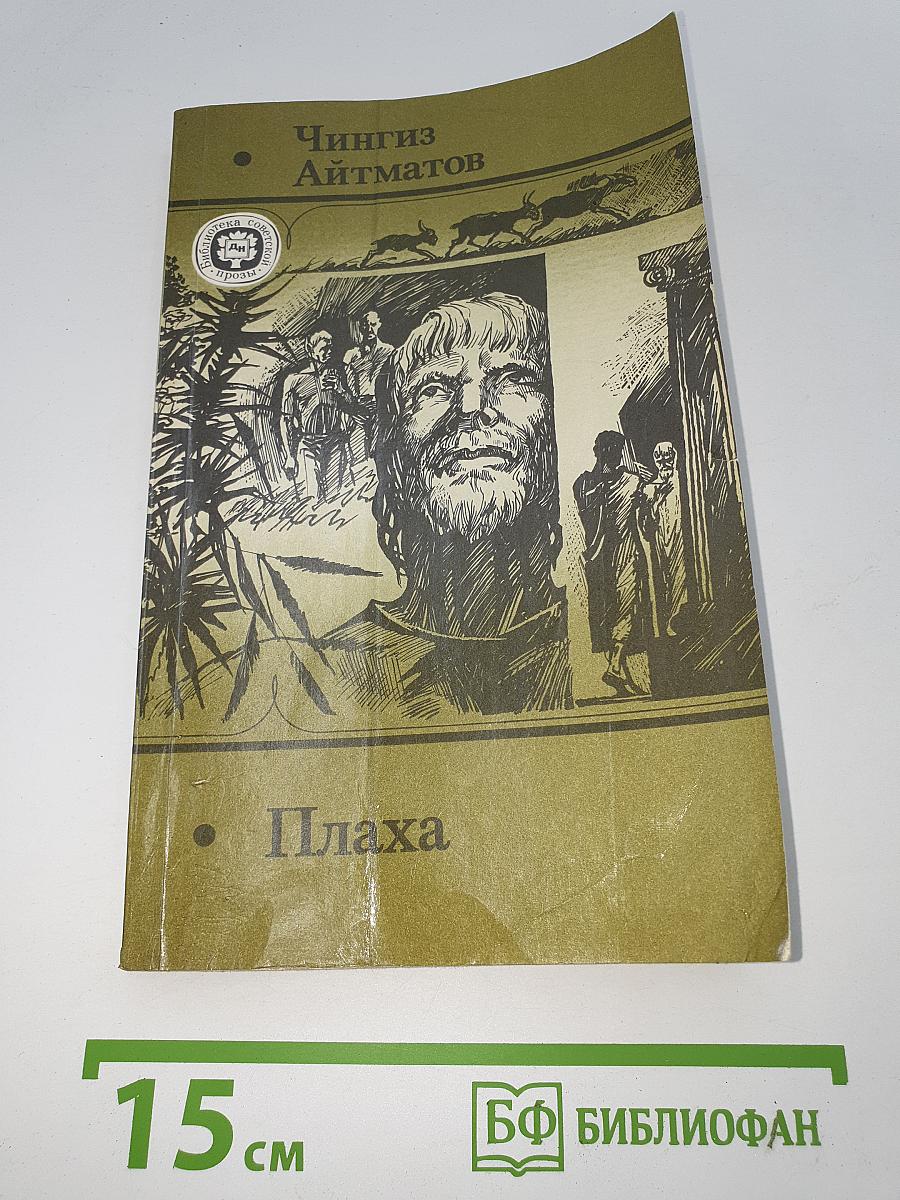 Чингиз
Айтматов
Библиотека советской
прозы
ДН
Плаха
15 см
БФ БИБЛИОФАН